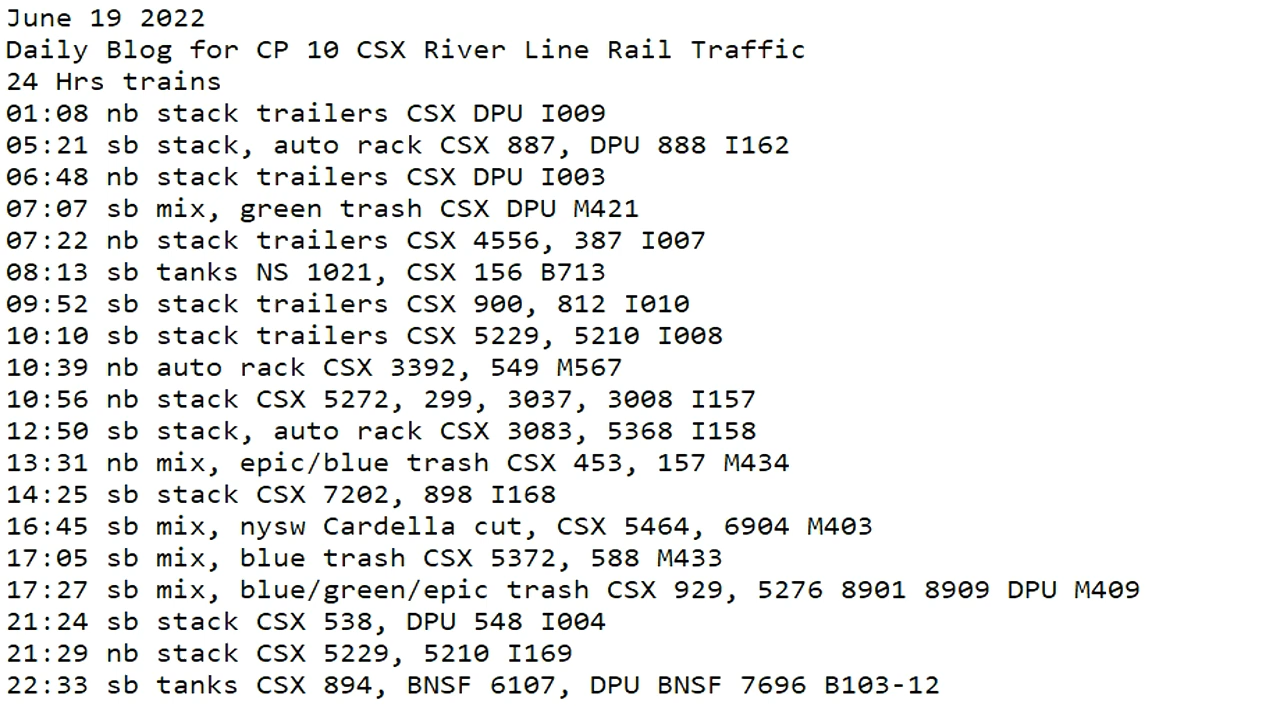 June 19 2022
Daily Blog for CP 10 CSX River Line Rail Traffic
24 Hrs trains
01:08 nb stack trailers CSX DPU I009
05:21 sb stack, auto rack CSX 887, DPU 888 I162
06:48 nb stack trailers CSX DPU I003
07:07 sb mix, green trash CSX DPU M421
07:22 nb stack trailers CSX 4556, 387 I007
08:13 sb tanks NS 1021, CSX 156 B713
09:52 sb stack trailers CSX 900, 812 I010
10:10 sb stack trailers CSX 5229, 5210 I008
10:39 nb auto rack CSX 3392, 549 M567
10:56 nb stack CSX 5272, 299, 3037, 3008 I157
12:50 sb stack, auto rack CSX 3083, 5368 I158
13:31 nb mix, epic/blue trash CSX 453, 157 M434
14:25 sb stack CSX 7202, 898 I168
16:45 sb mix, nysw Cardella cut, CSX 5464, 6904 M403
17:05 sb mix, blue trash CSX 5372, 588 M433
17:27 sb mix, blue/green/epic trash CSX 929, 5276 8901 8909 DPU M409
21:24 sb stack CSX 538, DPU 548 I004
21:29 nb stack CSX 5229, 5210 I169
22:33 sb tanks CSX 894, BNSF 6107, DPU BNSF 7696 B103-12